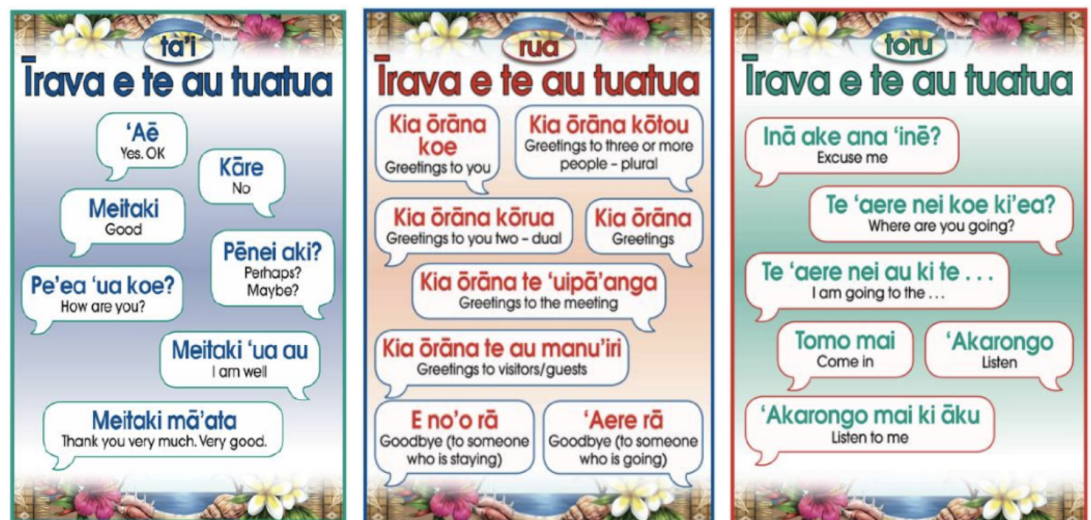 ta'i
Īrava e te au tuatua
‘Aē
Yes. OK
Kāre
No
Meitaki
Good
Pēnei aki?
Perhaps?
Maybe?
Pe'ea ‘ua koe?
How are you?
Meitaki ‘ua au
I am well
Meitaki mā'ata
Thank you very much. Very good.
rua
Īrava e te au tuatua
Kia ōrāna
koe
Greetings to you
Kia ōrāna kōtou
Greetings to three or more
people – plural
Kia ōrāna kōrua
Greetings to you two – dual
Kia ōrāna
Greetings
Kia ōrāna te ‘uipā'anga
Greetings to the meeting
Kia ōrāna te au manu'iri
Greetings to visitors/guests
E no'o rā
Goodbye (to someone
who is staying)
‘Aere rā
Goodbye (to someone
who is going)
toru
Īrava e te au tuatua
Inā ake ana ‘inē?
Excuse me
Te ‘aere nei koe ki'ea?
Where are you going?
Te ‘aere nei au ki te . . .
I am going to the . . .
Tomo mai
Come in
‘Akarongo
Listen
‘Akarongo mai ki āku
Listen to me